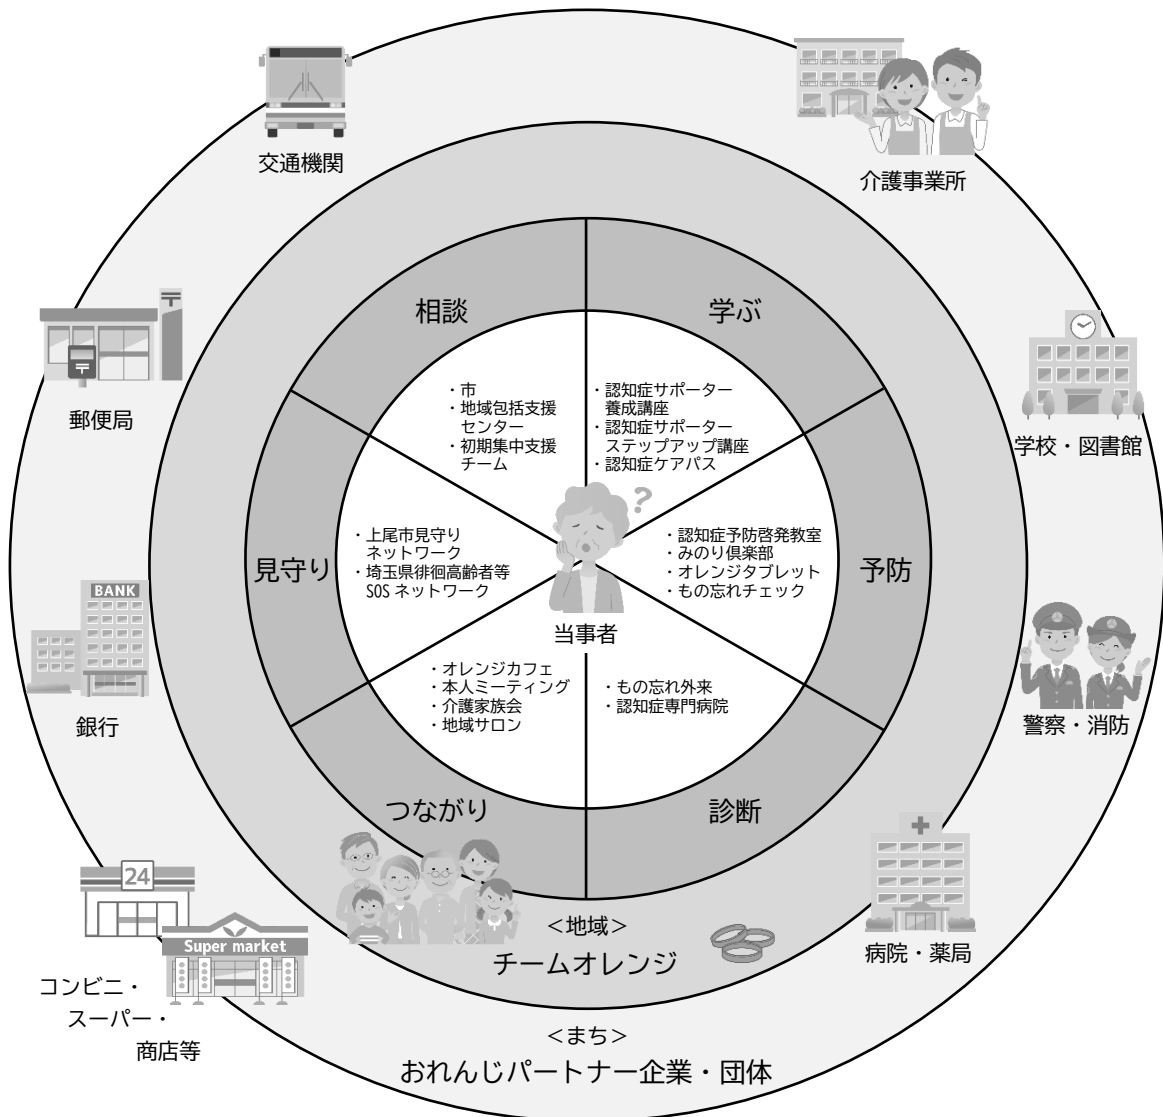 交通機関
介護事業所
郵便局
学校・図書館
BANK
銀行
警察・消防
24
Super market
コンビニ・
スーパー・
商店等
病院・薬局
相談
・市
・地域包括支援
センター
・初期集中支援
チーム
学ぶ
・認知症サポーター
養成講座
・認知症サポーター
ステップアップ講座
・認知症ケアパス
見守り
・上尾市見守り
ネットワーク
・埼玉県徘徊高齢者等
SOS ネットワーク
予防
・認知症予防啓発教室
・みのり倶楽部
・オレンジタブレット
・もの忘れチェック
?
当事者
つながり
・オレンジカフェ
・本人ミーティング
・介護家族会
・地域サロン
診断
・もの忘れ外来
・認知症専門病院
＜地域＞
チームオレンジ
＜まち＞
おれんじパートナー企業・団体